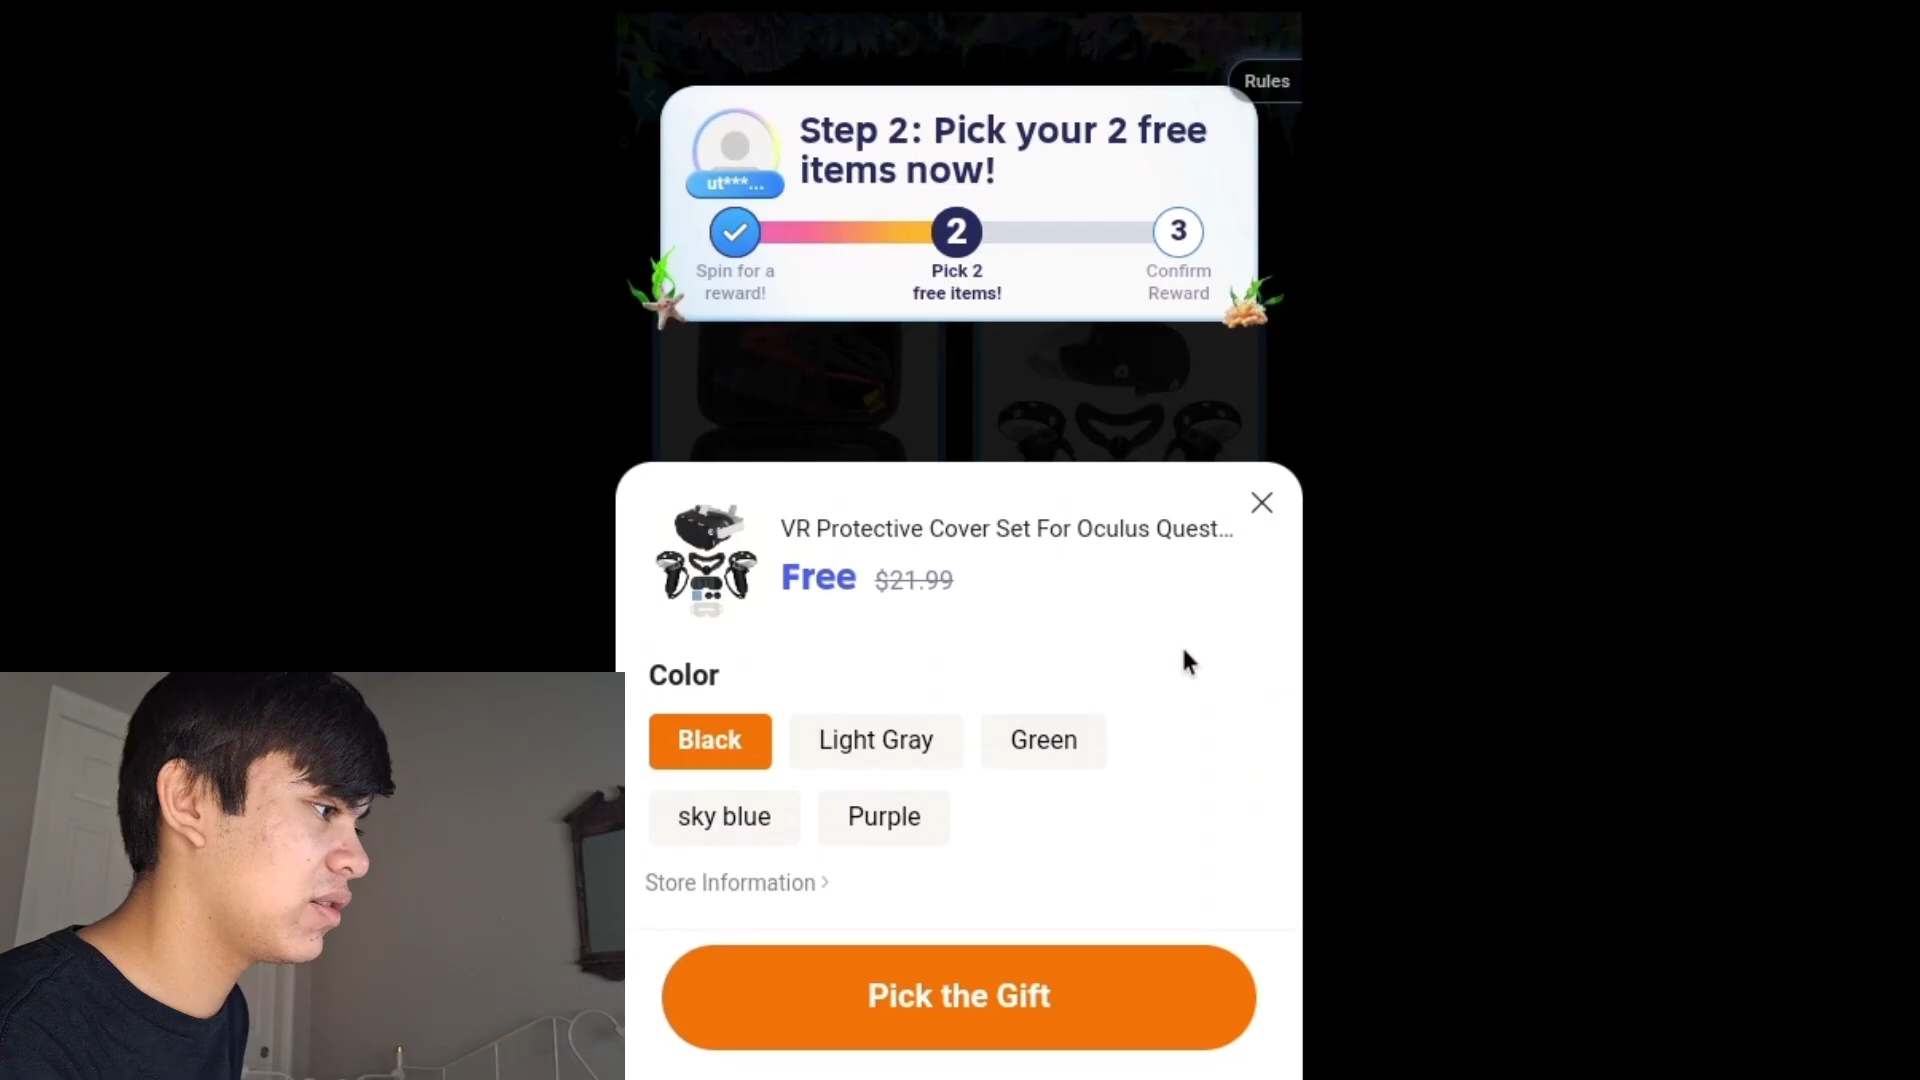 Rules
Step 2: Pick your 2 free
items now!
ut***...
2
3
Spin for a
reward!
Pick 2
free items!
Confirm
Reward
VR Protective Cover Set For Oculus Quest...
Free $21.99
Color
Black Light Gray Green
sky blue Purple
Store Information >
Pick the Gift